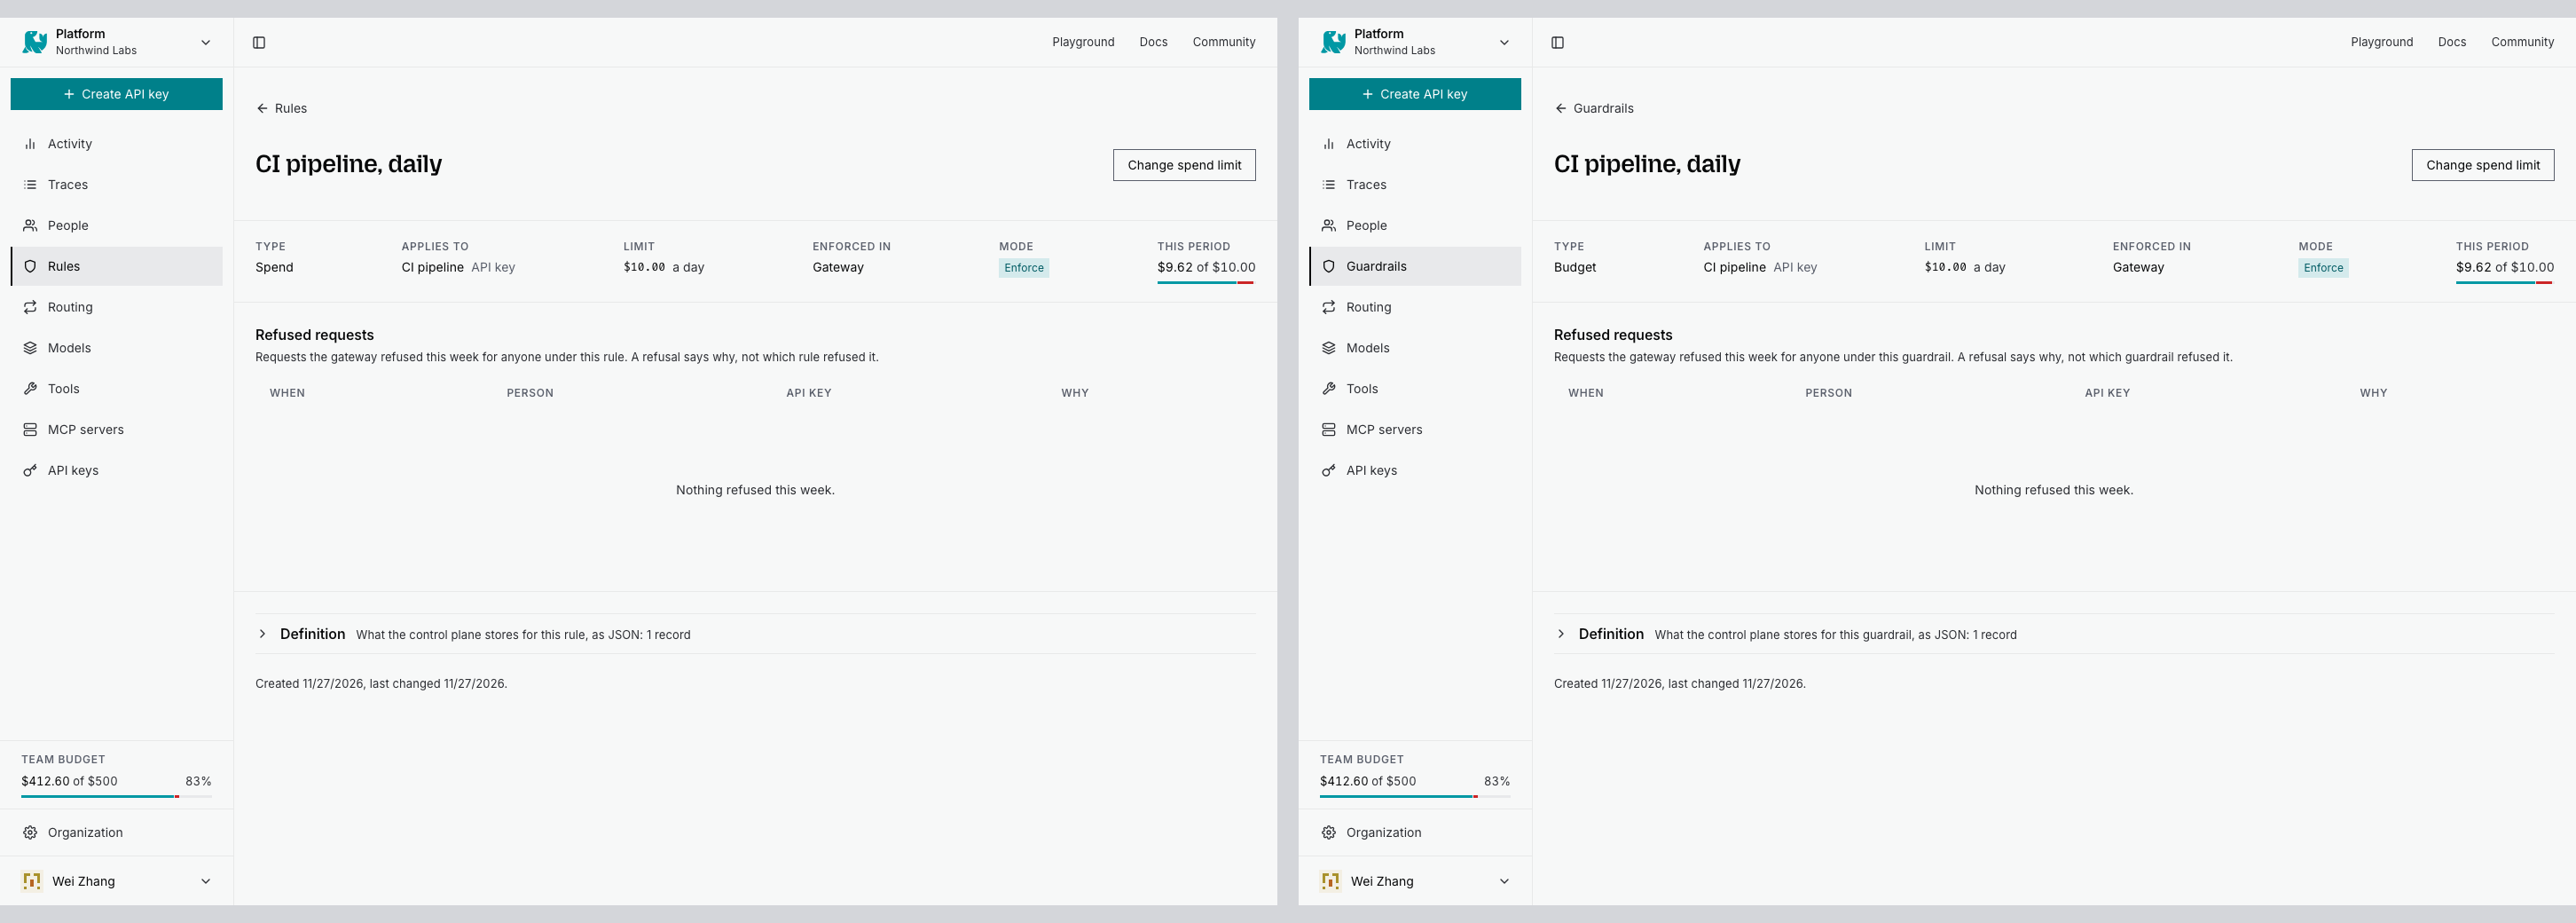 Platform
Northwind Labs
Playground Docs Community
Create API key
Activity
Traces
People
Rules
Routing
Models
Tools
MCP servers
API keys
TEAM BUDGET
$412.60 of $500 83%
Organization
Wei Zhang
Rules
CI pipeline, daily
Change spend limit
TYPE APPLIES TO LIMIT ENFORCED IN MODE THIS PERIOD
Spend CI pipeline API key $10.00 a day Gateway Enforce $9.62 of $10.00
Refused requests
Requests the gateway refused this week for anyone under this rule. A refusal says why, not which rule refused it.
WHEN PERSON API KEY WHY
Nothing refused this week.
Definition What the control plane stores for this rule, as JSON: 1 record
Created 11/27/2026, last changed 11/27/2026.
Platform
Northwind Labs
Playground Docs Community
Create API key
Activity
Traces
People
Guardrails
Routing
Models
Tools
MCP servers
API keys
TEAM BUDGET
$412.60 of $500 83%
Organization
Wei Zhang
Guardrails
CI pipeline, daily
Change spend limit
TYPE APPLIES TO LIMIT ENFORCED IN MODE THIS PERIOD
Budget CI pipeline API key $10.00 a day Gateway Enforce $9.62 of $10.00
Refused requests
Requests the gateway refused this week for anyone under this guardrail. A refusal says why, not which guardrail refused it.
WHEN PERSON API KEY WHY
Nothing refused this week.
Definition What the control plane stores for this guardrail, as JSON: 1 record
Created 11/27/2026, last changed 11/27/2026.